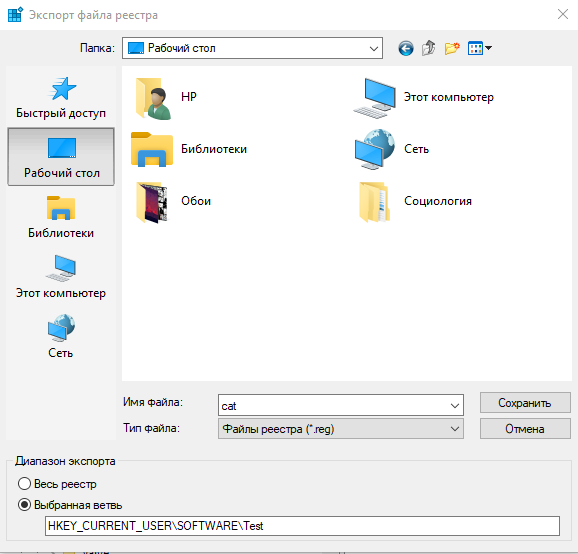 Экспорт файла реестра
Папка: Рабочий стол
Быстрый доступ
Рабочий стол
Библиотеки
Этот компьютер
Сеть
HP
Этот компьютер
Библиотеки
Сеть
Обои
Социология
Имя файла: cat Сохранить
Тип файла: Файлы реестра (*.reg) Отмена
Диапазон экспорта
Весь реестр
Выбранная ветвь
HKEY_CURRENT_USER\SOFTWARE\Test